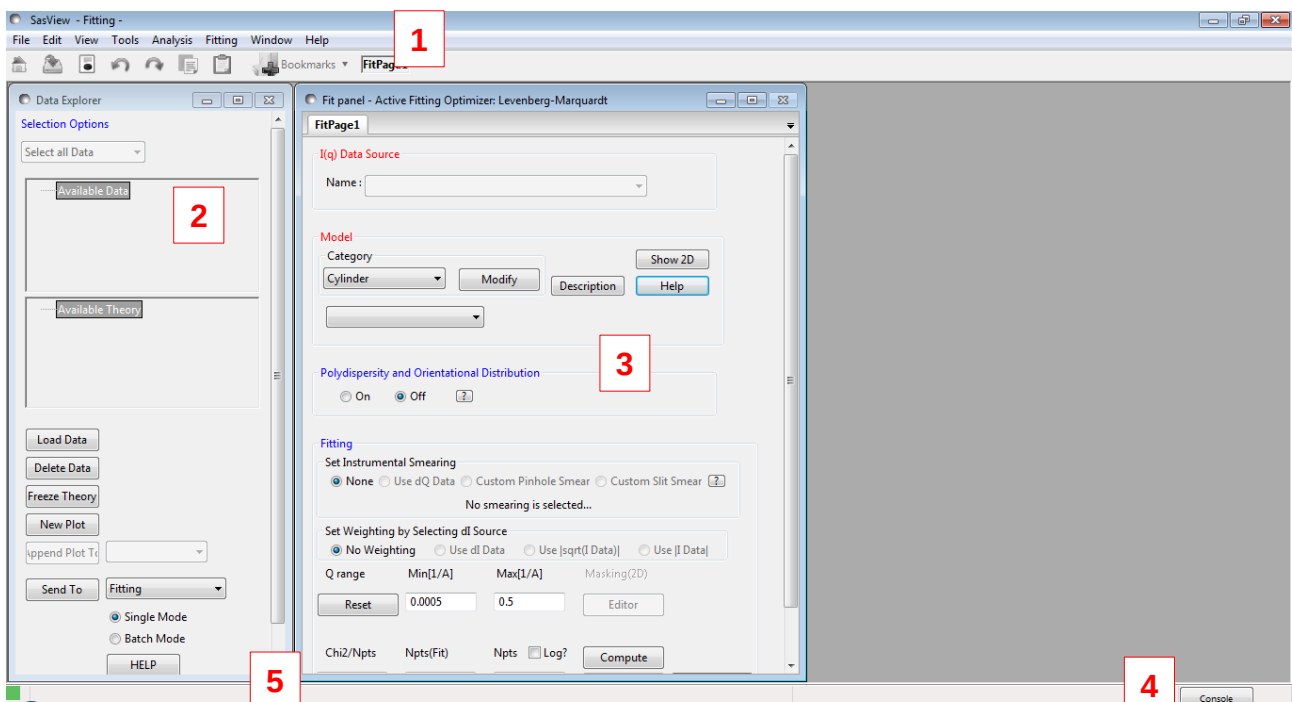 SasView - Fitting -
File Edit View Tools Analysis Fitting Window Help
1
Bookmarks FitPage1
Data Explorer
Selection Options
Select all Data
Available Data
2
Available Theory
Load Data
Delete Data
Freeze Theory
New Plot
Append Plot To
Send To Fitting
Single Mode
Batch Mode
HELP
Fit panel - Active Fitting Optimizer: Levenberg-Marquardt
FitPage1
I(q) Data Source
Name :
Model
Category
Show 2D
Cylinder Modify Description Help
3
Polydispersity and Orientational Distribution
On Off ?
Fitting
Set Instrumental Smearing
None Use dQ Data Custom Pinhole Smear Custom Slit Smear ?
No smearing is selected...
Set Weighting by Selecting dI Source
No Weighting Use dI Data Use |sqrt(I Data)| Use |I Data|
Q range Min[1/A] Max[1/A] Masking(2D)
Reset 0.0005 0.5 Editor
Chi2/Npts Npts(Fit) Npts Log? Compute
5
4
Console